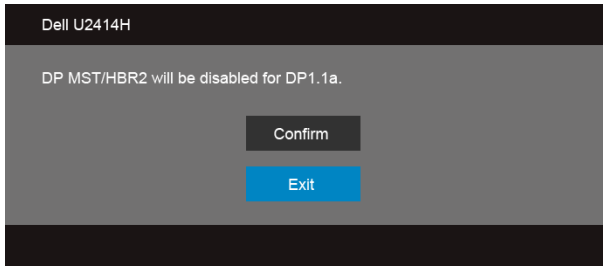 Dell U2414H
DP MST/HBR2 will be disabled for DP1.1a.
Confirm
Exit